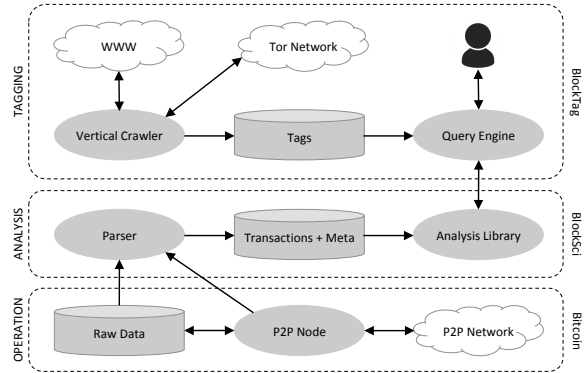 TAGGING
WWW
Tor Network
BlockTag
Vertical Crawler
Tags
Query Engine
ANALYSIS
Parser
Transactions + Meta
Analysis Library
BlockSci
OPERATION
Raw Data
P2P Node
P2P Network
Bitcoin